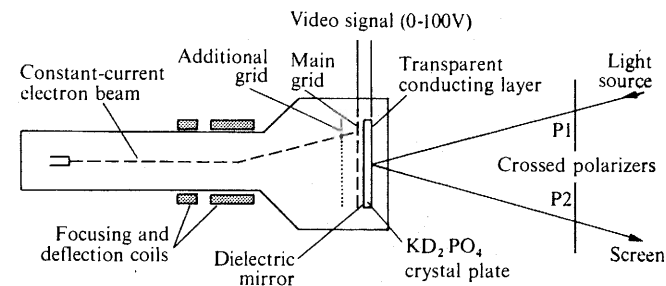 Video signal (0-100V)
Additional
grid
Main
grid
Transparent
conducting layer
Light
source
Constant-current
electron beam
P1
Crossed polarizers
P2
Focusing and
deflection coils
Dielectric
mirror
KD₂PO₄
crystal plate
Screen